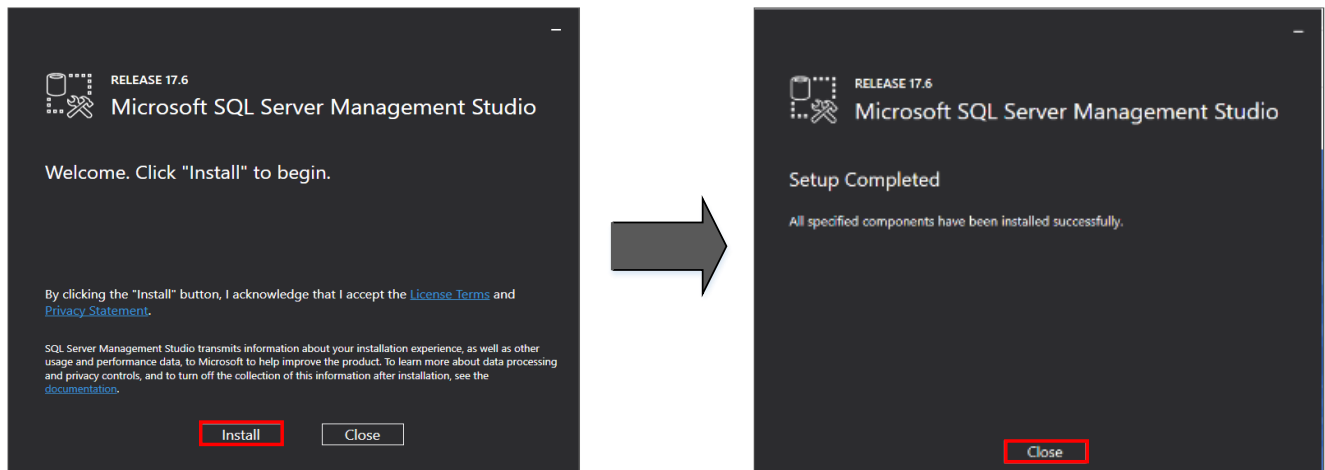 RELEASE 17.6
Microsoft SQL Server Management Studio
Welcome. Click "Install" to begin.
By clicking the "Install" button, I acknowledge that I accept the License Terms and
Privacy Statement.
SQL Server Management Studio transmits information about your installation experience, as well as other
usage and performance data, to Microsoft to help improve the product. To learn more about data processing
and privacy controls, and to turn off the collection of this information after installation, see the
documentation.
Install
Close
RELEASE 17.6
Microsoft SQL Server Management Studio
Setup Completed
All specified components have been installed successfully.
Close